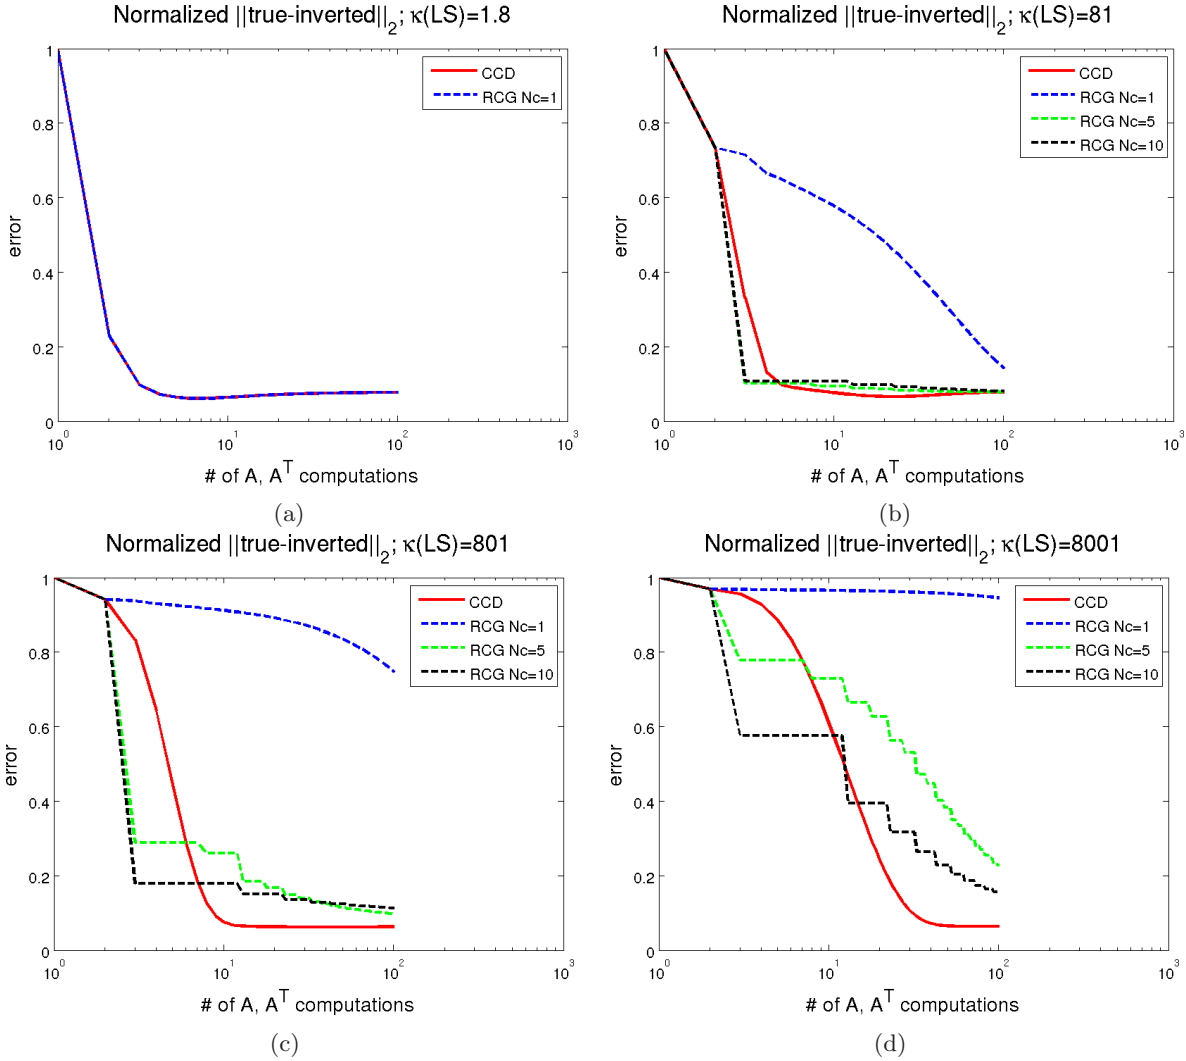 Normalized ||true-inverted||2; κ(LS)=1.8
CCD
RCG Nc=1
1
0.8
0.6
0.4
0.2
0
error
10^0
10^1
10^2
10^3
# of A, A^T computations
(a)
Normalized ||true-inverted||2; κ(LS)=81
CCD
RCG Nc=1
RCG Nc=5
RCG Nc=10
1
0.8
0.6
0.4
0.2
0
error
10^0
10^1
10^2
10^3
# of A, A^T computations
(b)
Normalized ||true-inverted||2; κ(LS)=801
CCD
RCG Nc=1
RCG Nc=5
RCG Nc=10
1
0.8
0.6
0.4
0.2
0
error
10^0
10^1
10^2
10^3
# of A, A^T computations
(c)
Normalized ||true-inverted||2; κ(LS)=8001
CCD
RCG Nc=1
RCG Nc=5
RCG Nc=10
1
0.8
0.6
0.4
0.2
0
error
10^0
10^1
10^2
10^3
# of A, A^T computations
(d)